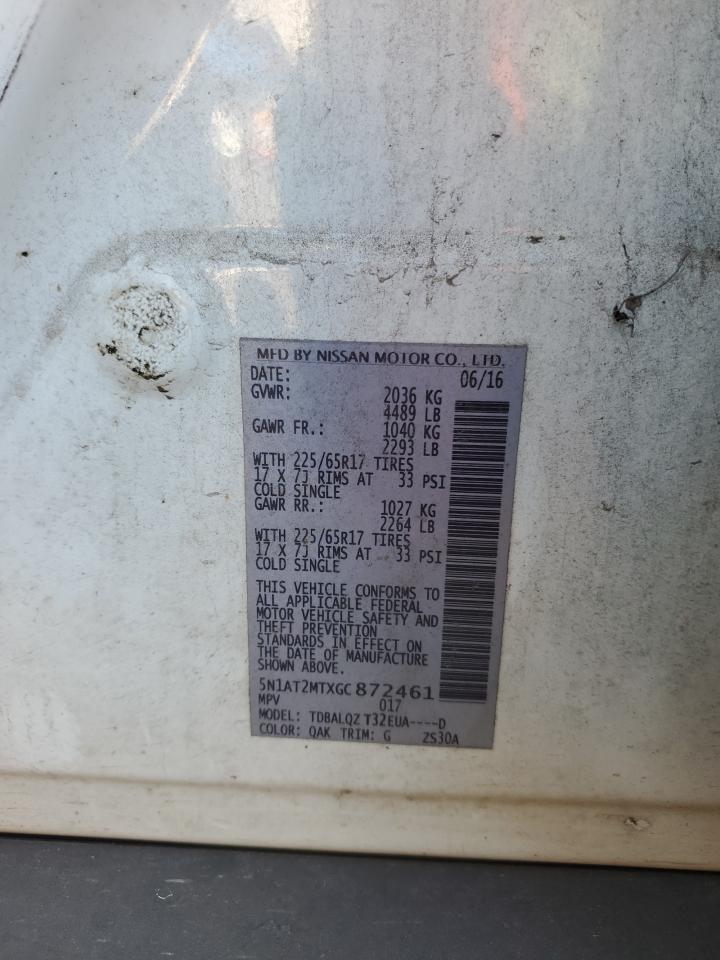 MFD BY NISSAN MOTOR CO., LTD.
DATE: 06/16
GVWR: 2036 KG
4489 LB
GAWR FR.: 1040 KG
2293 LB
WITH 225/65R17 TIRES
17 X 7J RIMS AT 33 PSI
COLD SINGLE
GAWR RR.: 1027 KG
2264 LB
WITH 225/65R17 TIRES
17 X 7J RIMS AT 33 PSI
COLD SINGLE
THIS VEHICLE CONFORMS TO
ALL APPLICABLE FEDERAL
MOTOR VEHICLE SAFETY AND
THEFT PREVENTION
STANDARDS IN EFFECT ON
THE DATE OF MANUFACTURE
SHOWN ABOVE.
5N1AT2MTXGC872461
MPV 017
MODEL: TDBALQZ T32EUA----D
COLOR: QAK TRIM: G 2S30A